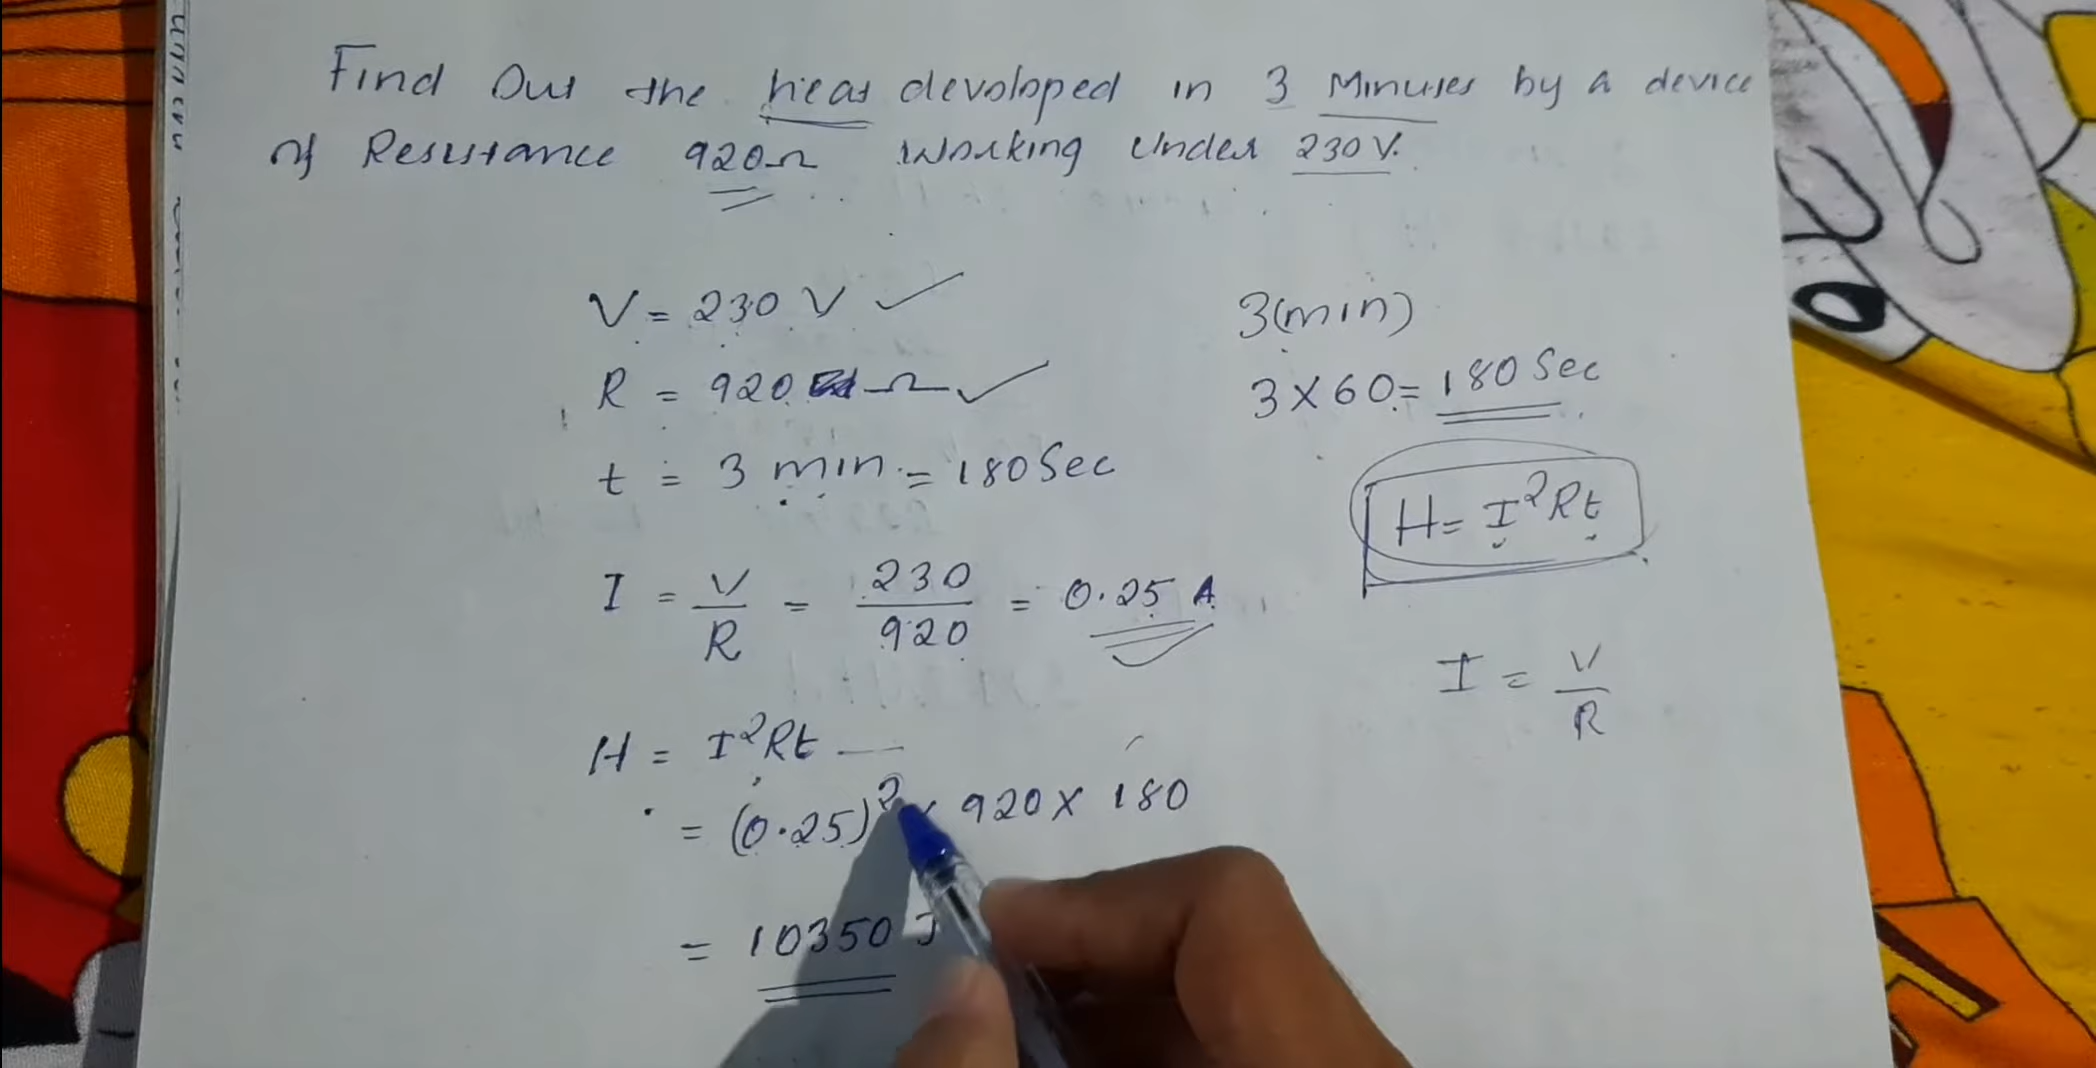 Find Out the heat devoloped in 3 Minutes by a device
of Resistance 920Ω Working Under 230 V.
V = 230 V ✓
R = 920 Ω ✓
t = 3 min = 180 Sec
I = V/R = 230/920 = 0.25 A
H = I²Rt —
= (0.25)² × 920 × 180
= 10350 J
3(min)
3 × 60 = 180 Sec
H = I²Rt
I = V/R